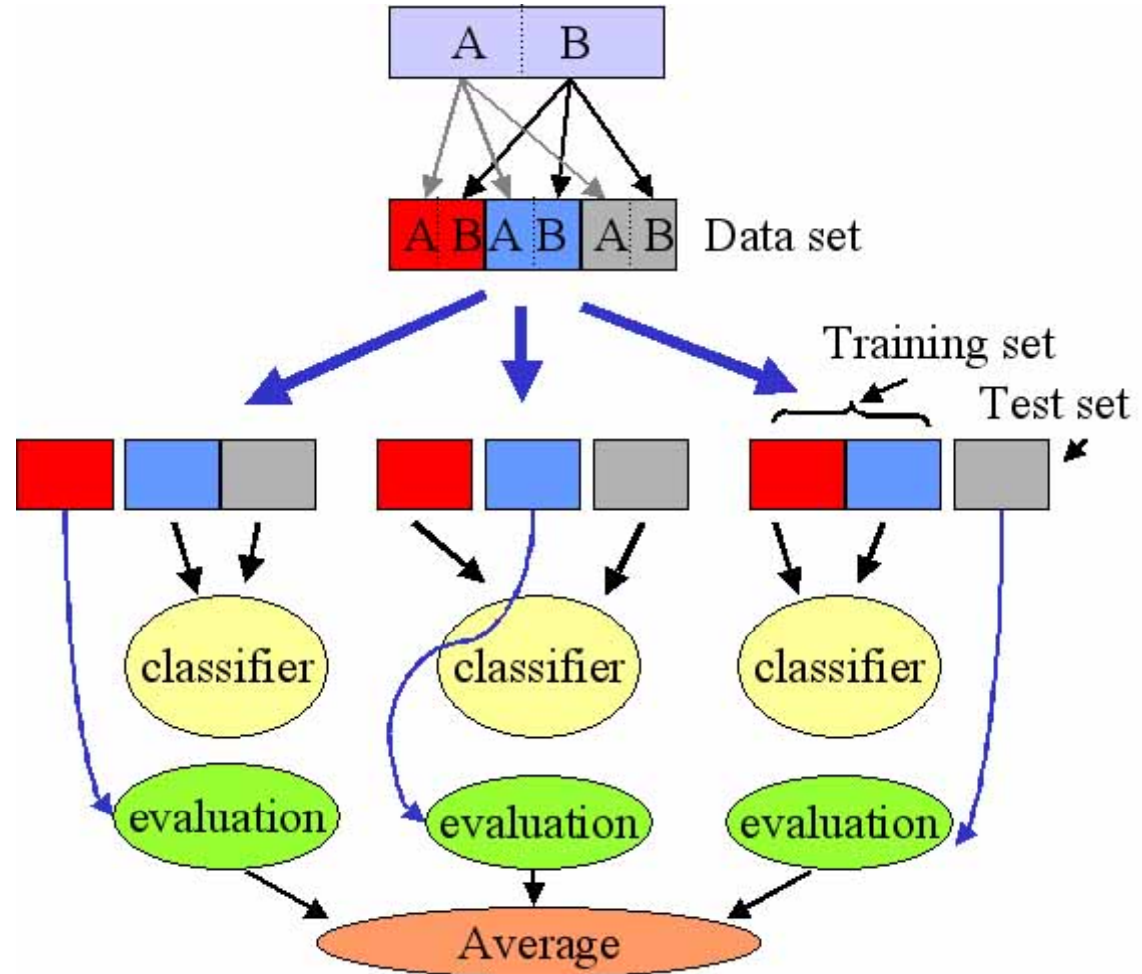 A B
A B A B A B
Data set
Training set
Test set
classifier classifier classifier
evaluation evaluation evaluation
Average